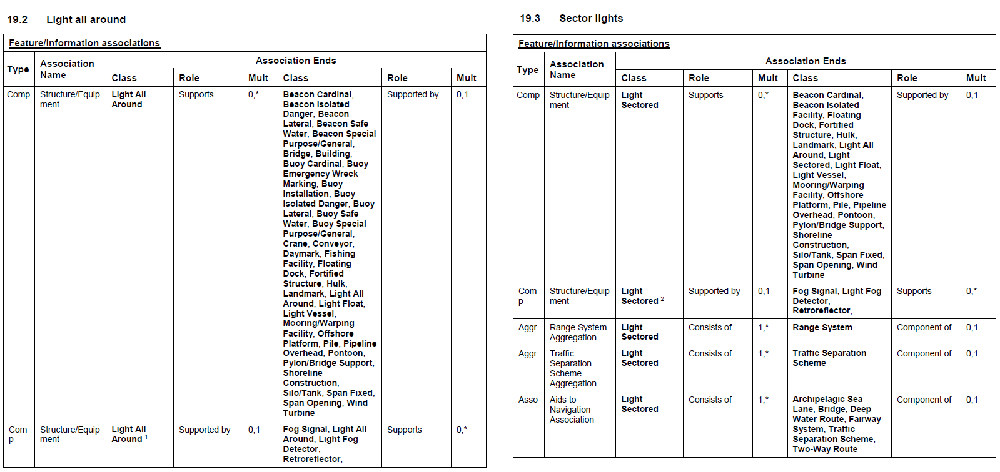 19.2 Light all around
Feature/Information associations
Type
Association
Name
Association Ends
Class Role Mult Class Role Mult
Comp
Structure/Equip
ment
Light All
Around
Supports
0,*
Beacon Cardinal,
Beacon Isolated
Danger, Beacon
Lateral, Beacon Safe
Water, Beacon Special
Purpose/General,
Bridge, Building,
Buoy Cardinal, Buoy
Emergency Wreck
Marking, Buoy
Installation, Buoy
Isolated Danger, Buoy
Lateral, Buoy Safe
Water, Buoy Special
Purpose/General,
Crane, Conveyor,
Daymark, Fishing
Facility, Floating
Dock, Fortified
Structure, Hulk,
Landmark, Light All
Around, Light Float,
Light Vessel,
Mooring/Warping
Facility, Offshore
Platform, Pile, Pipeline
Overhead, Pontoon,
Pylon/Bridge Support,
Shoreline
Construction,
Silo/Tank, Span Fixed,
Span Opening, Wind
Turbine
Supported by
0,1
Com
p
Structure/Equip
ment
Light All
Around 1
Supported by
0,1
Fog Signal, Light All
Around, Light Fog
Detector,
Retroreflector,
Supports
0,*
19.3 Sector lights
Feature/Information associations
Type
Association
Name
Association Ends
Class Role Mult Class Role Mult
Comp
Structure/Equip
ment
Light
Sectored
Supports
0,*
Beacon Cardinal,
Beacon Isolated
Facility, Floating
Dock, Fortified
Structure, Hulk,
Landmark, Light All
Around, Light
Sectored, Light Float,
Light Vessel,
Mooring/Warping
Facility, Offshore
Platform, Pile, Pipeline
Overhead, Pontoon,
Pylon/Bridge Support,
Shoreline
Construction,
Silo/Tank, Span Fixed,
Span Opening, Wind
Turbine
Supported by
0,1
Com
p
Structure/Equip
ment
Light
Sectored 2
Supported by
0,1
Fog Signal, Light Fog
Detector,
Retroreflector,
Supports
0,*
Aggr
Range System
Aggregation
Light
Sectored
Consists of
1,*
Range System
Component of
0,1
Aggr
Traffic
Separation
Scheme
Aggregation
Light
Sectored
Consists of
1,*
Traffic Separation
Scheme
Component of
0,1
Asso
Aids to
Navigation
Association
Light
Sectored
Consists of
1,*
Archipelagic Sea
Lane, Bridge, Deep
Water Route, Fairway
System, Traffic
Separation Scheme,
Two-Way Route
Component of
0,1